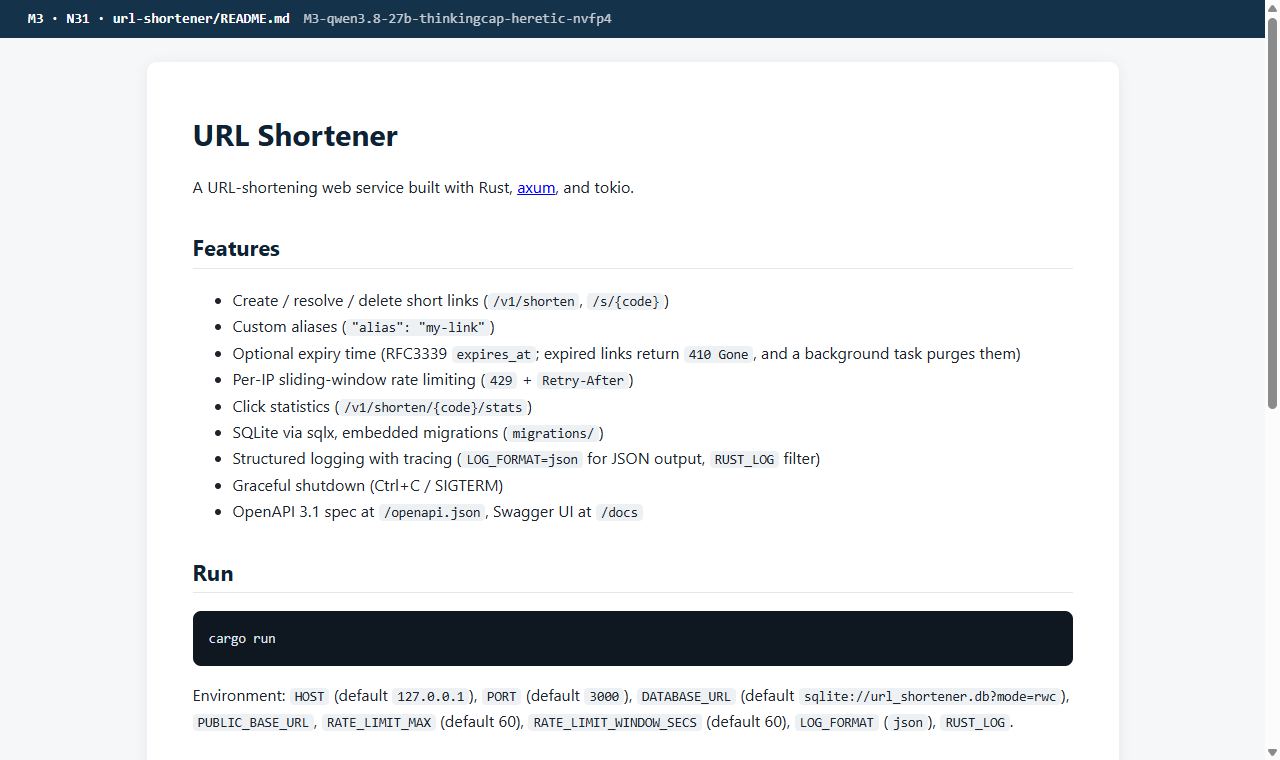 M3 • N31 • url-shortener/README.md M3-qwen3.8-27b-thinkingcap-heretic-nvfp4
URL Shortener
A URL-shortening web service built with Rust, axum, and tokio.
Features
• Create / resolve / delete short links ( /v1/shorten , /s/{code} )
• Custom aliases ( "alias": "my-link" )
• Optional expiry time (RFC3339 expires_at ; expired links return 410 Gone , and a background task purges them)
• Per-IP sliding-window rate limiting ( 429 + Retry-After )
• Click statistics ( /v1/shorten/{code}/stats )
• SQLite via sqlx, embedded migrations ( migrations/ )
• Structured logging with tracing ( LOG_FORMAT=json for JSON output, RUST_LOG filter)
• Graceful shutdown (Ctrl+C / SIGTERM)
• OpenAPI 3.1 spec at /openapi.json , Swagger UI at /docs
Run
cargo run
Environment: HOST (default 127.0.0.1 ), PORT (default 3000 ), DATABASE_URL (default sqlite://url_shortener.db?mode=rwc ),
PUBLIC_BASE_URL , RATE_LIMIT_MAX (default 60), RATE_LIMIT_WINDOW_SECS (default 60), LOG_FORMAT ( json ), RUST_LOG .